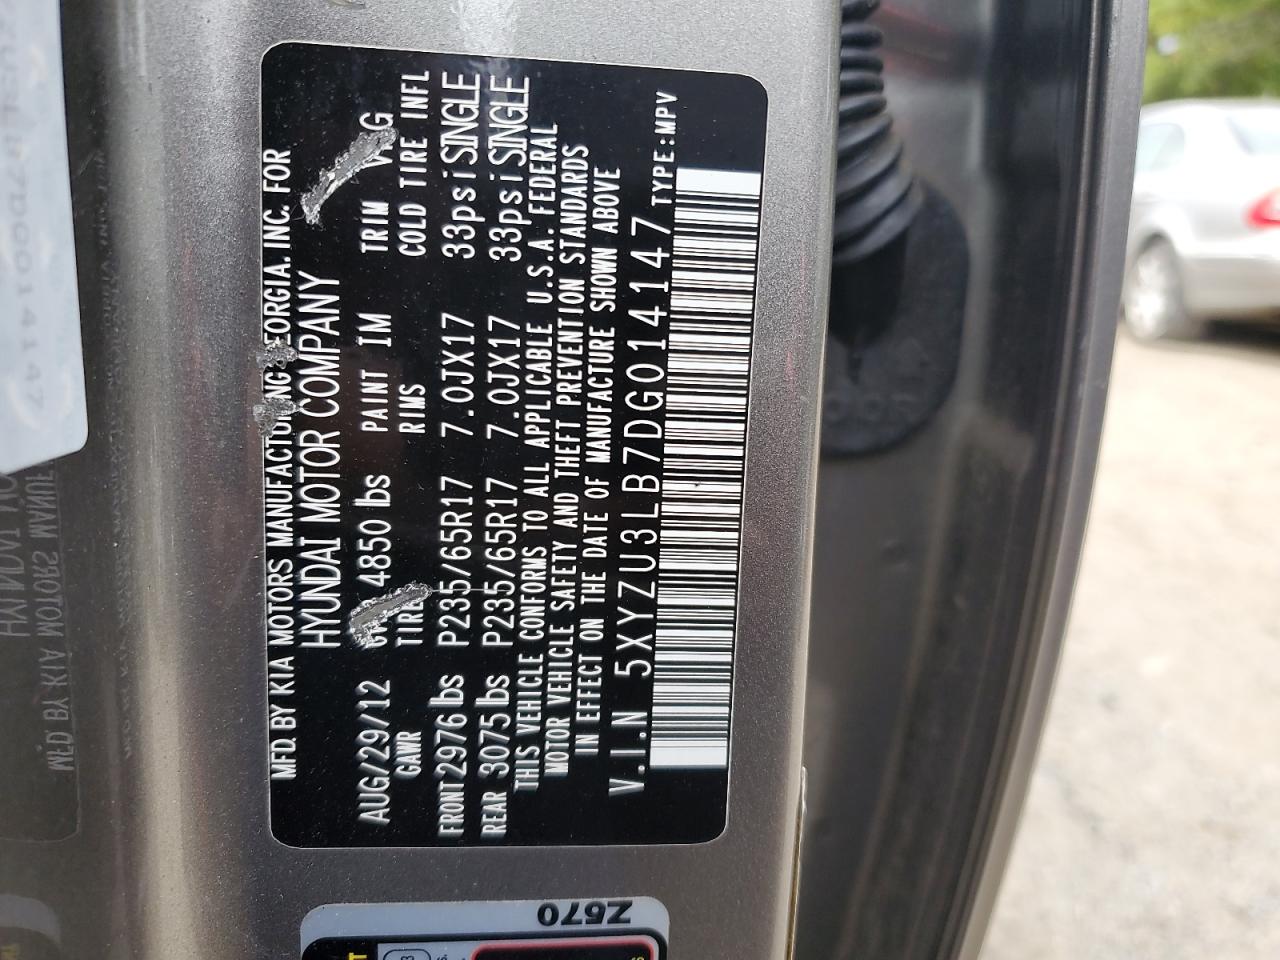 MFD. BY KIA MOTORS MANUFACTURING GEORGIA. INC. FOR
HYUNDAI MOTOR COMPANY
AUG/29/12 4850 lbs PAINT IM TRIM
GAWR TIRE RIMS COLD TIRE INFL
FRONT 2976 lbs P235/65R17 7.0JX17 33psi SINGLE
REAR 3075 lbs P235/65R17 7.0JX17 33psi SINGLE
THIS VEHICLE CONFORMS TO ALL APPLICABLE U.S.A. FEDERAL
MOTOR VEHICLE SAFETY AND THEFT PREVENTION STANDARDS
IN EFFECT ON THE DATE OF MANUFACTURE SHOWN ABOVE
V.I.N 5XYZU3LB7DG014147 TYPE:MPV
Z570